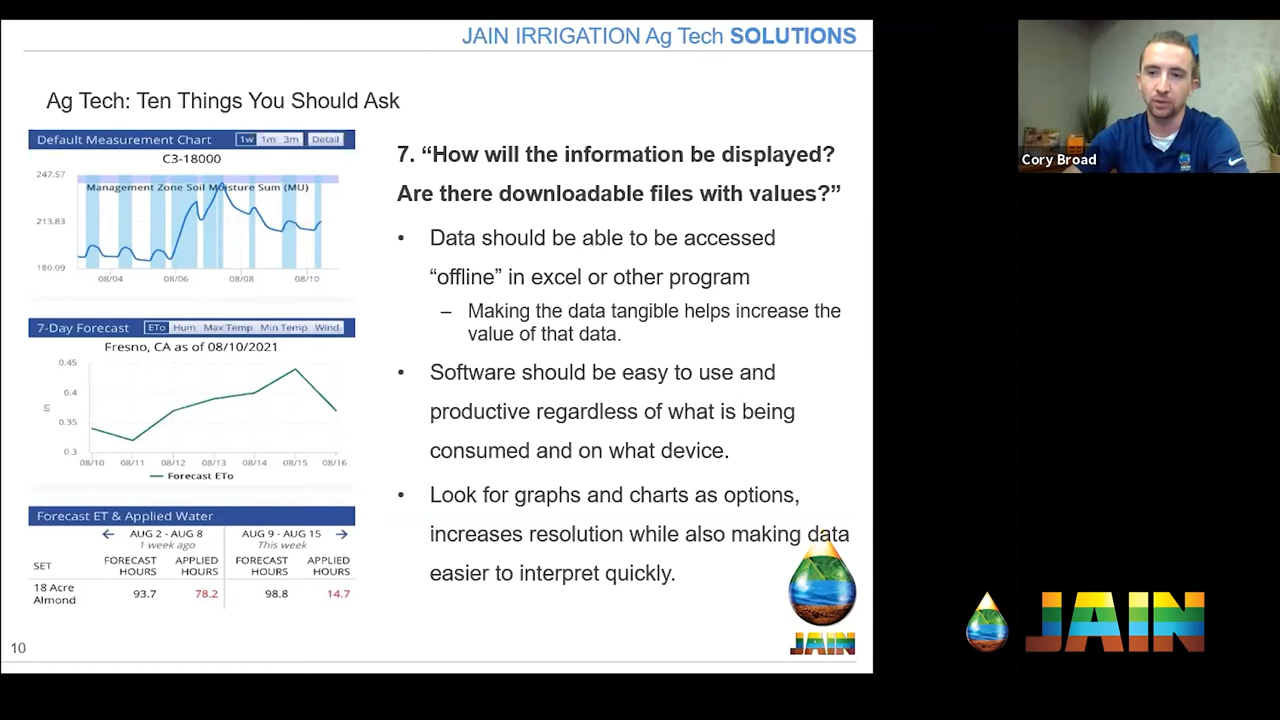 JAIN IRRIGATION Ag Tech SOLUTIONS
Ag Tech: Ten Things You Should Ask
Default Measurement Chart 1w 1m 3m Detail
C3-18000
247.57
Management Zone Soil Moisture Sum (MU)
213.83
180.09
08/04 08/06 08/08 08/10
7-Day Forecast ETo Hum. Max Temp. Min Temp. Wind.
Fresno, CA as of 08/10/2021
0.45
0.4
in
0.35
0.3
08/10 08/11 08/12 08/13 08/14 08/15 08/16
Forecast ETo
Forecast ET & Applied Water
AUG 2 - AUG 8 AUG 9 - AUG 15
1 week ago This week
SET FORECAST HOURS APPLIED HOURS FORECAST HOURS APPLIED HOURS
18 Acre Almond 93.7 78.2 98.8 14.7
10
7. “How will the information be displayed?
Are there downloadable files with values?”
• Data should be able to be accessed
“offline” in excel or other program
– Making the data tangible helps increase the
value of that data.
• Software should be easy to use and
productive regardless of what is being
consumed and on what device.
• Look for graphs and charts as options,
increases resolution while also making data
easier to interpret quickly.
JAIN
Cory Broad
JAIN